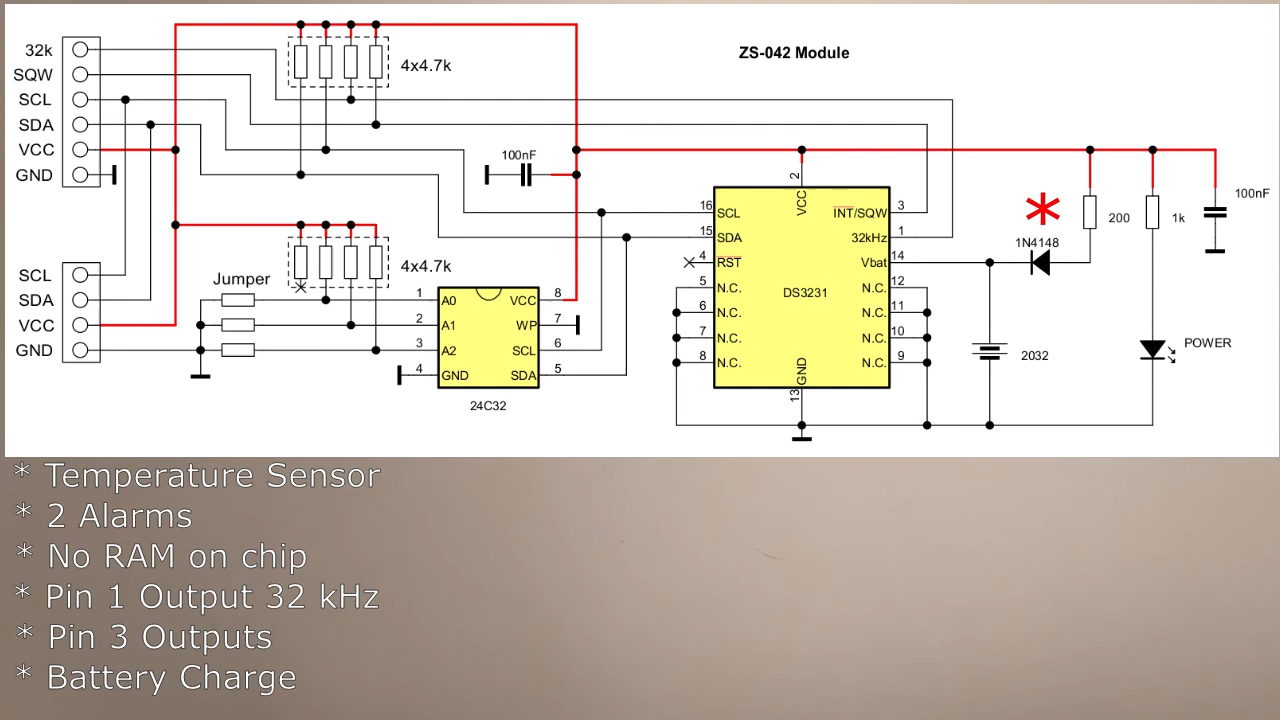 ZS-042 Module
32k
SQW
SCL
SDA
VCC
GND
4x4.7k
100nF
SCL
SDA
VCC
GND
Jumper
4x4.7k
1 A0
2 A1
3 A2
4 GND
VCC 8
WP 7
SCL 6
SDA 5
24C32
2
VCC
16 SCL
15 SDA
4 RST
5 N.C.
6 N.C.
7 N.C.
8 N.C.
INT/SQW 3
32kHz 1
Vbat 14
N.C. 12
N.C. 11
N.C. 10
N.C. 9
DS3231
GND
13
1N4148
200
1k
100nF
2032
POWER
* Temperature Sensor
* 2 Alarms
* No RAM on chip
* Pin 1 Output 32 kHz
* Pin 3 Outputs
* Battery Charge